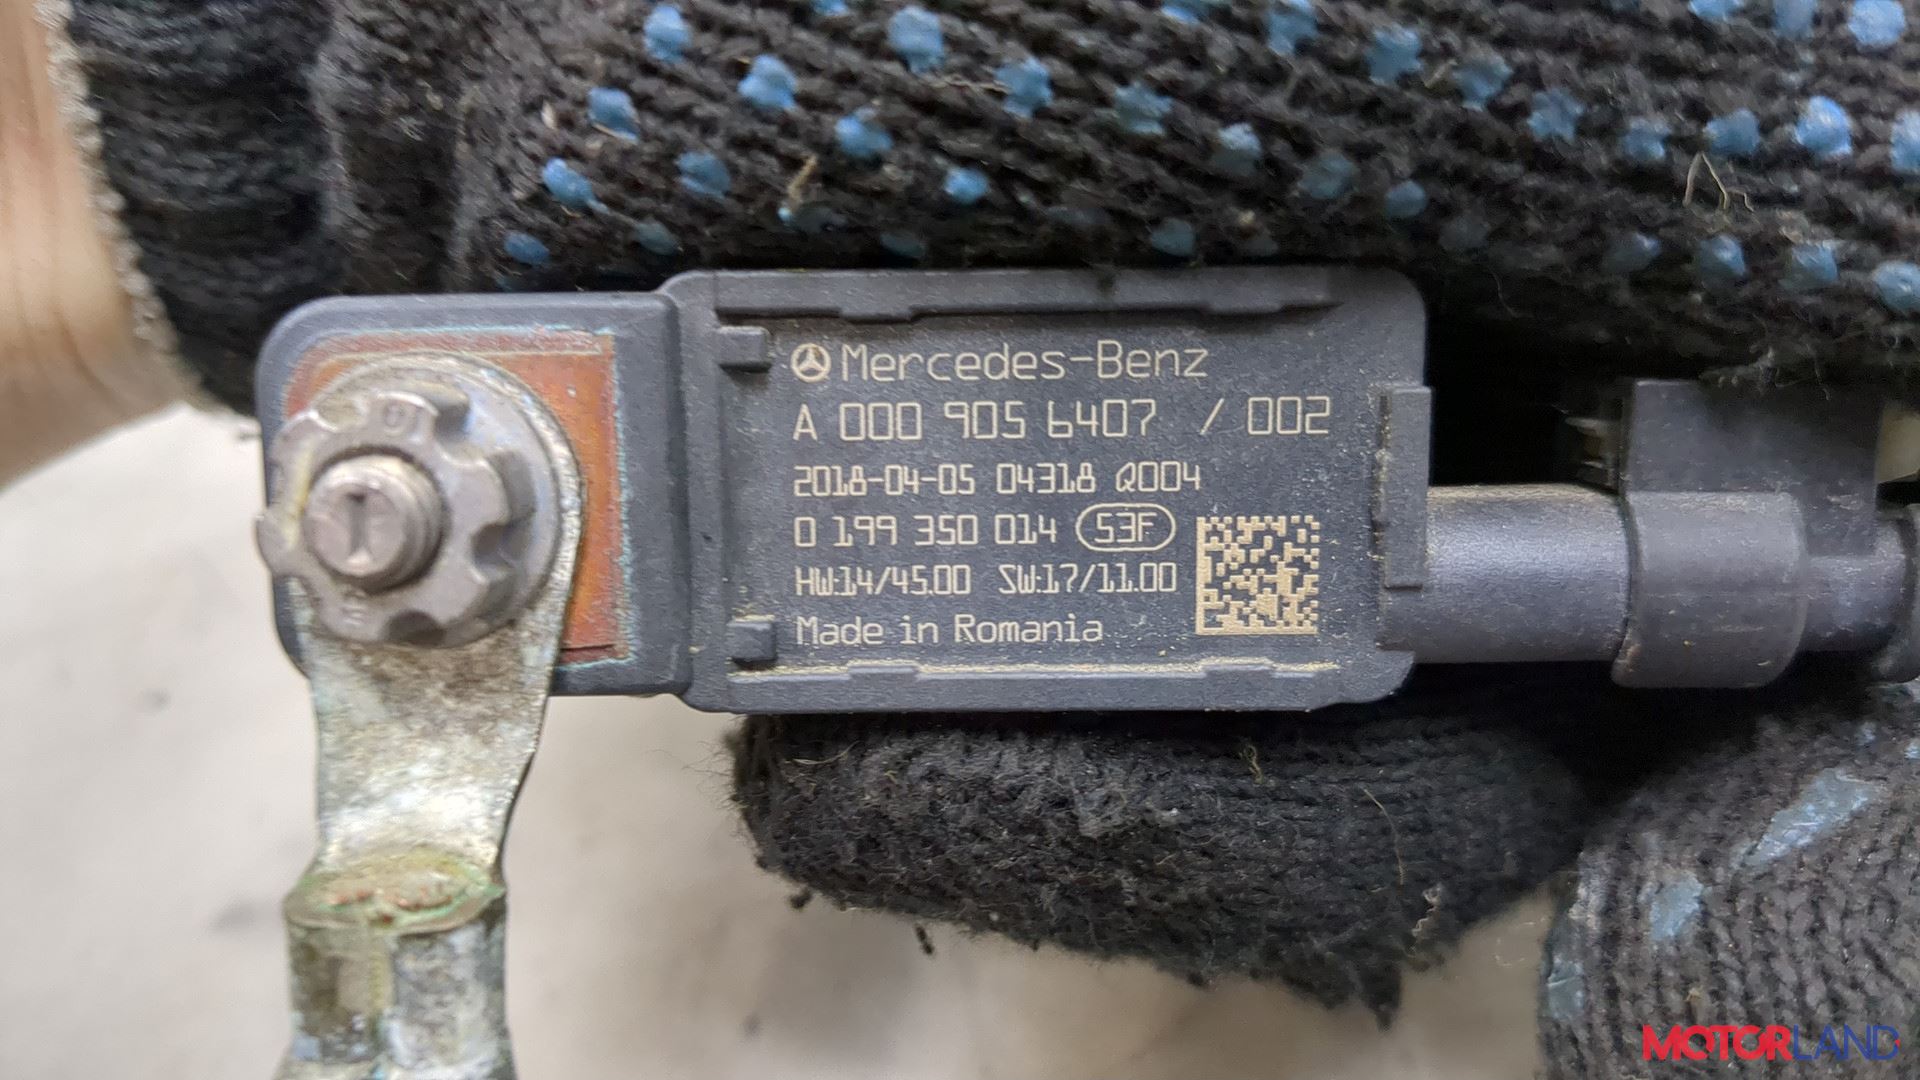 Mercedes-Benz
A 000 905 6407 / 002
2018-04-05 04318 Q004
0 199 350 014 53F
HW:14/45.00 SW:17/11.00
Made in Romania
MOTORLAND